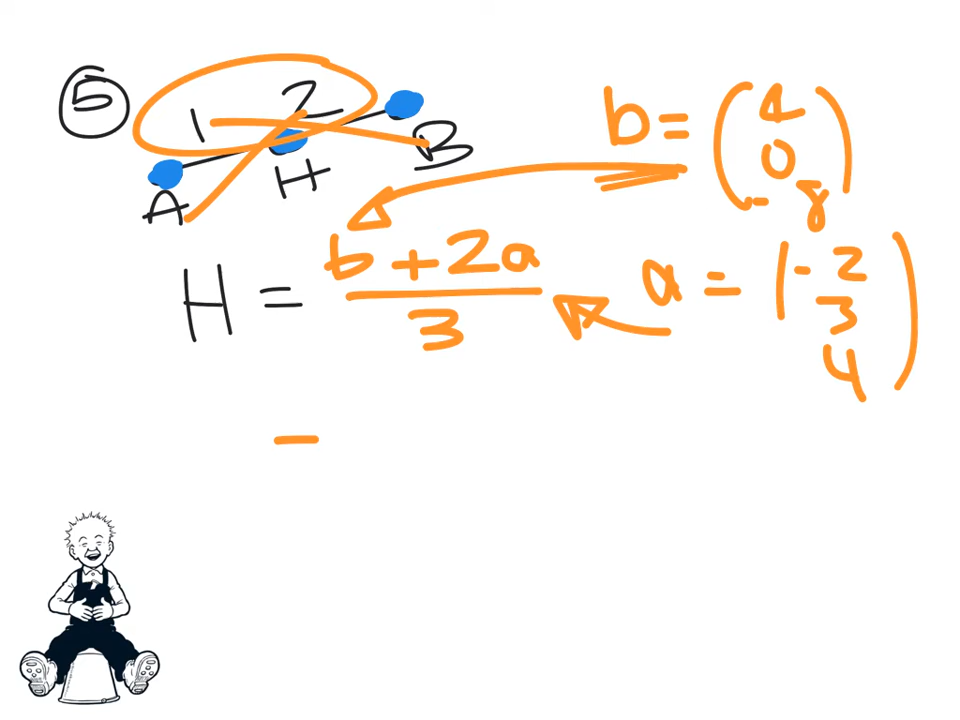 5
1 2
A H B
b = ( 4
0
-8 )
H = b + 2a / 3
a = ( -2
3
4 )
=